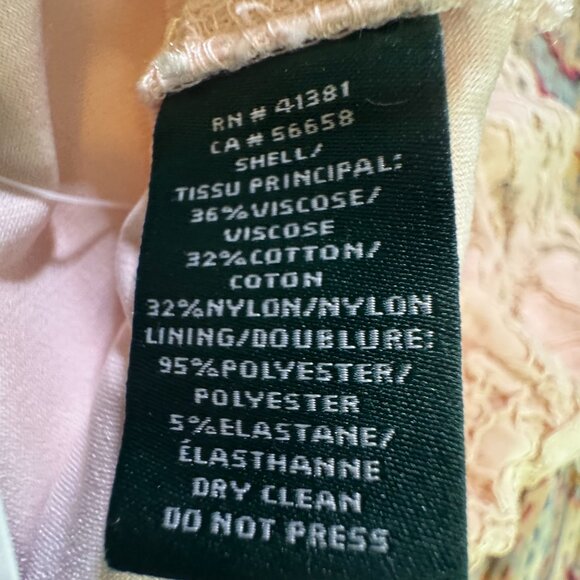 RN # 41381
CA # 56658
SHELL/
TISSU PRINCIPAL:
36%VISCOSE/
VISCOSE
32%COTTON/
COTON
32%NYLON/NYLON
LINING/DOUBLURE:
95%POLYESTER/
POLYESTER
5%ELASTANE/
ÉLASTHANNE
DRY CLEAN
DO NOT PRESS